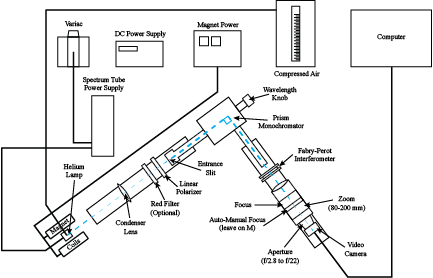 Variac
DC Power Supply
Magnet Power
Compressed Air
Computer
Spectrum Tube
Power Supply
Wavelength
Knob
Prism
Monochromator
Helium
Lamp
Magnet
Coils
Entrance
Slit
Linear
Polarizer
Red Filter
(Optional)
Condenser
Lens
Fabry-Perot
Interferometer
Focus
Auto-Manual Focus
(leave on M)
Zoom
(80-200 mm)
Aperture
(f/2.8 to f/22)
Video
Camera